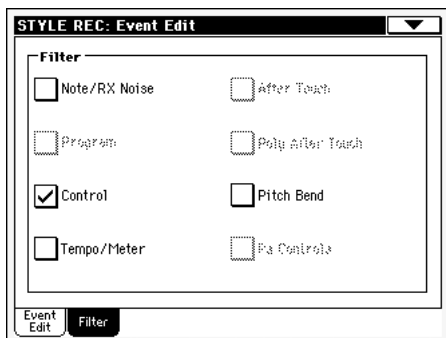 STYLE REC: Event Edit
Filter
Note/RX Noise
After Touch
Program
Poly After Touch
Control
Pitch Bend
Tempo/Meter
Pa Controls
Event
Edit
Filter